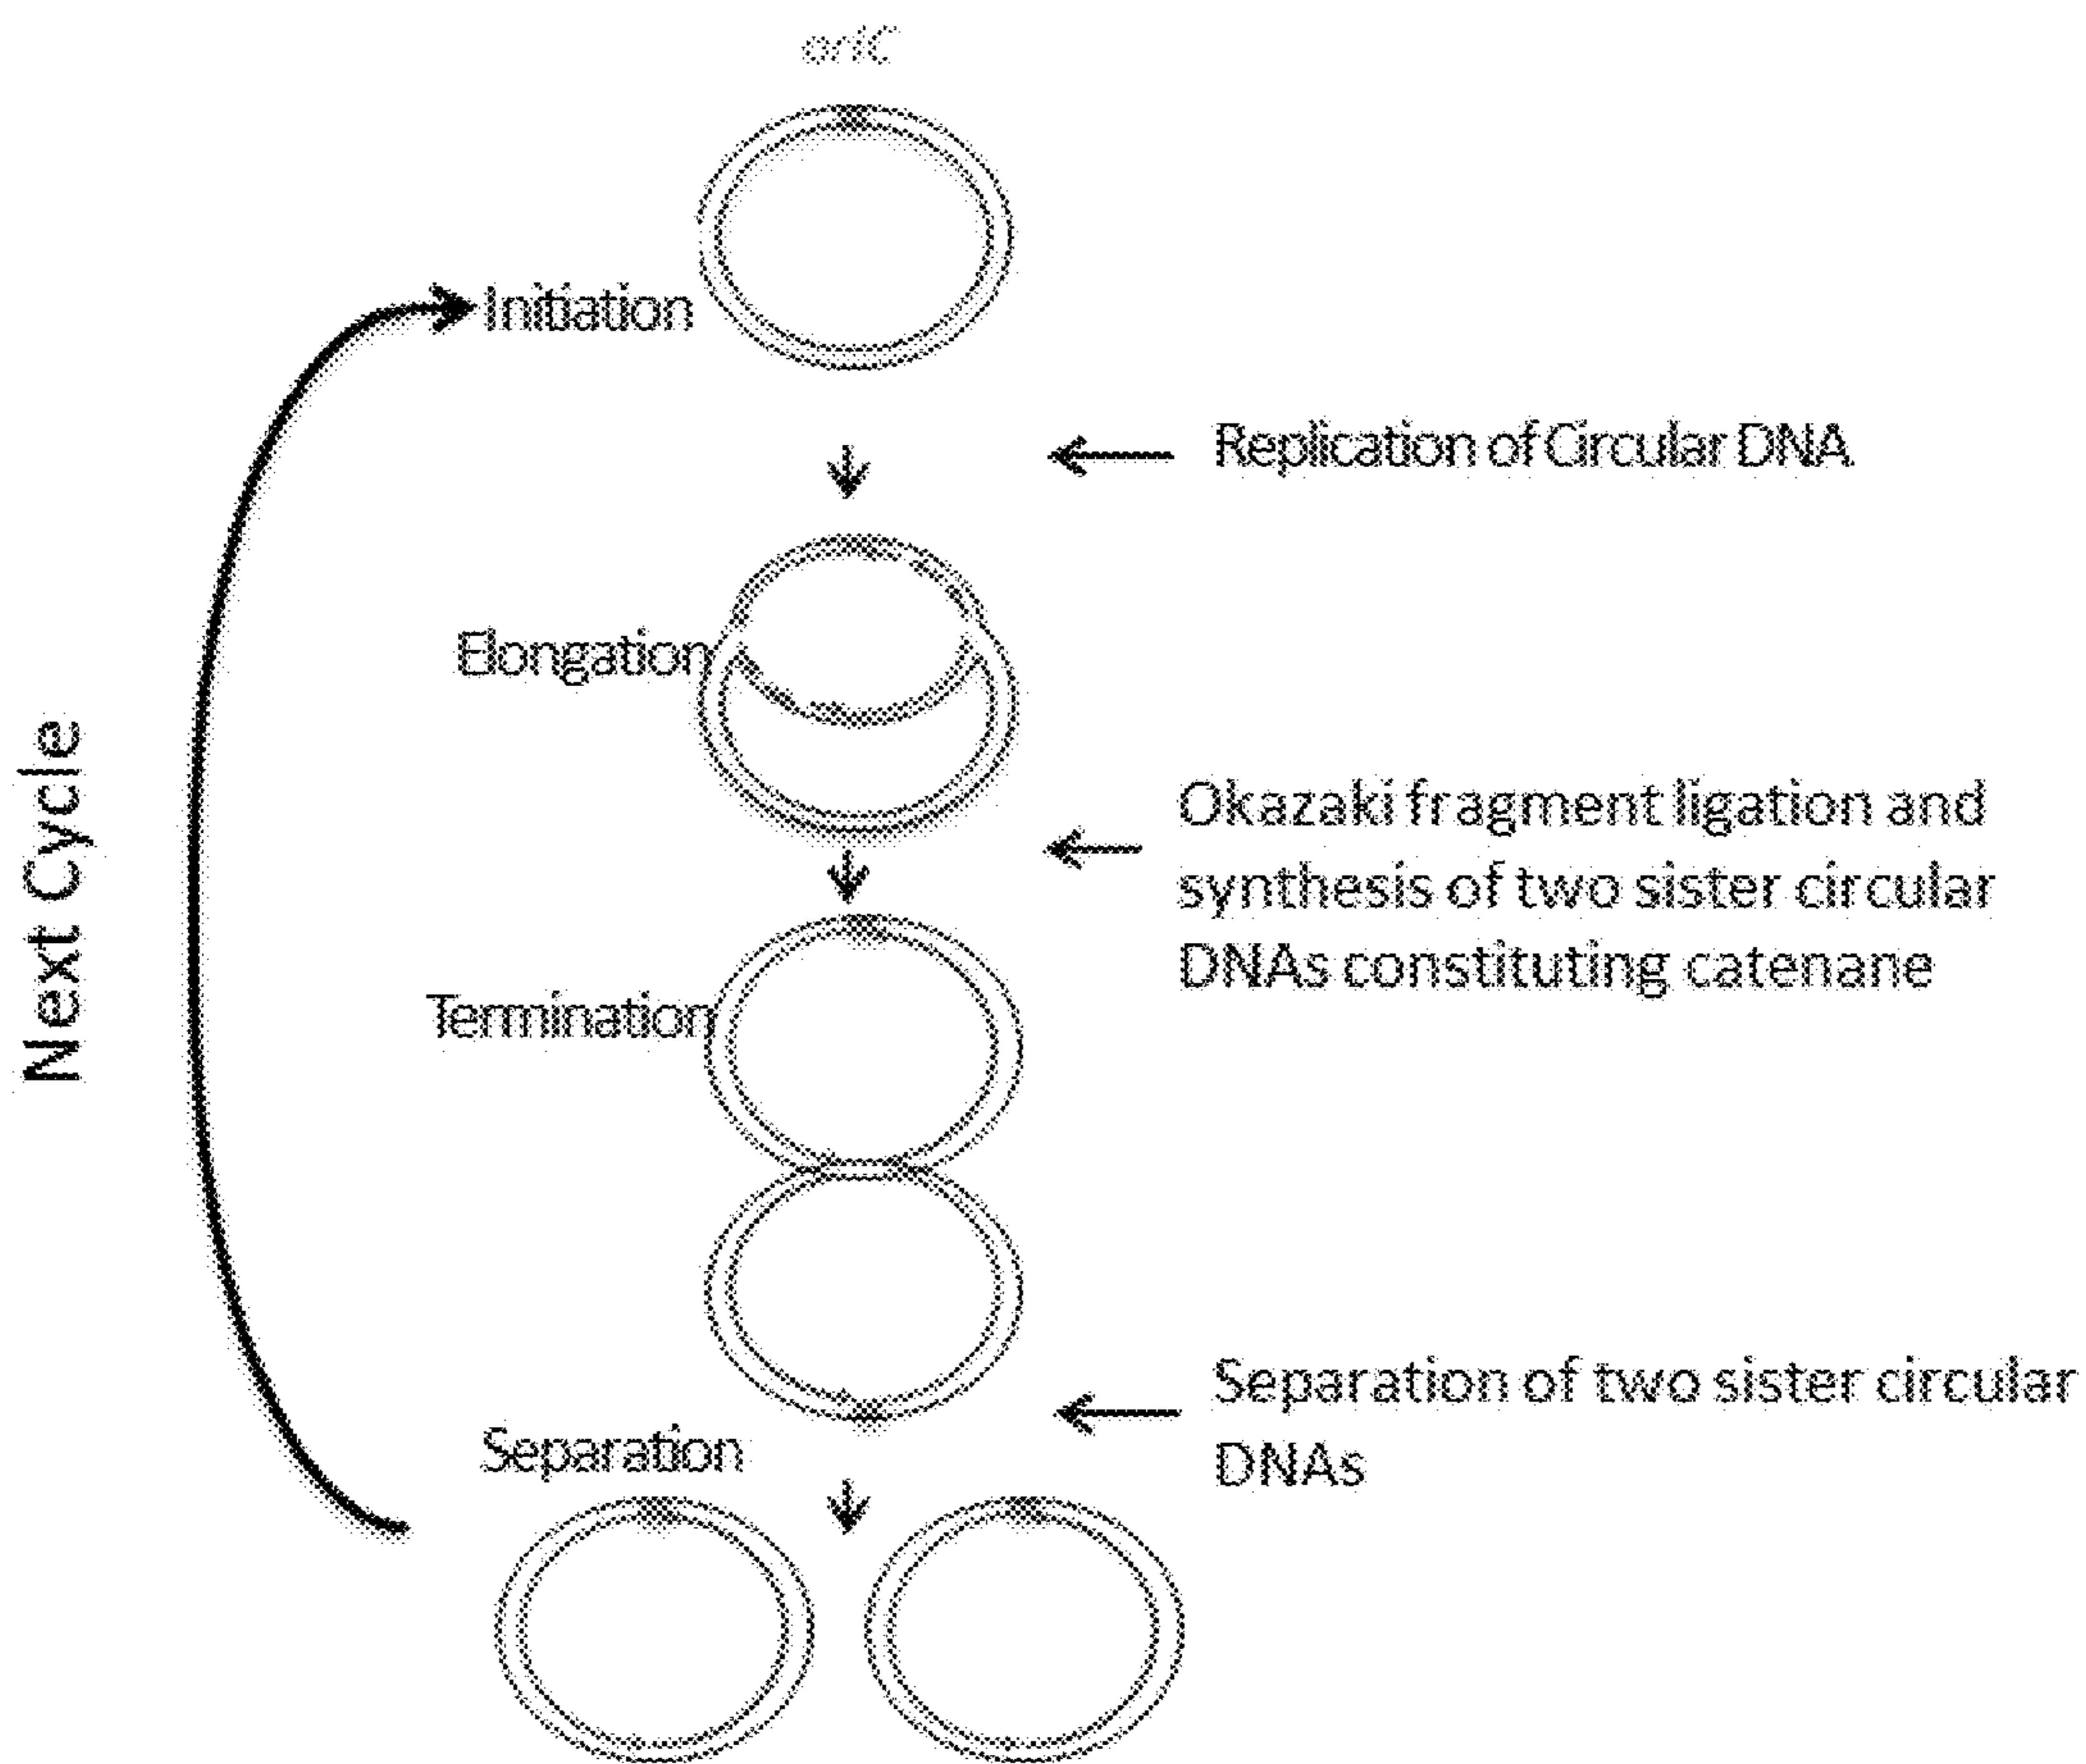 oriC
Initiation
Replication of Circular DNA
Elongation
Next Cycle
Okazaki fragment ligation and
synthesis of two sister circular
DNAs constituting catenane
Termination
Separation of two sister circular
DNAs
Separation